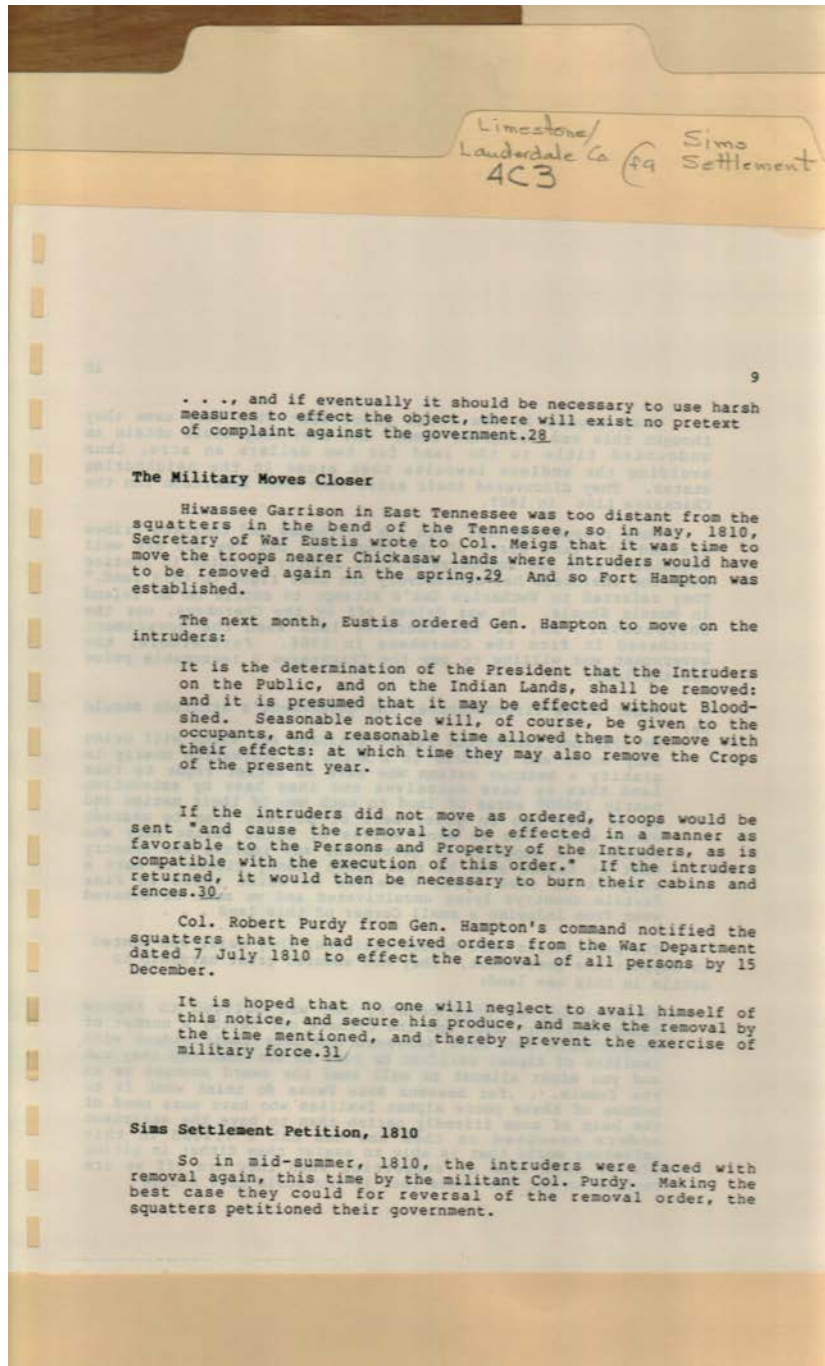 Limestone/
Lauderdale Co
4C3
fa
Sims
Settlement
9
. . ., and if eventually it should be necessary to use harsh
measures to effect the object, there will exist no pretext
of complaint against the government.28
The Military Moves Closer
Hiwassee Garrison in East Tennessee was too distant from the
squatters in the bend of the Tennessee, so in May, 1810,
Secretary of War Eustis wrote to Col. Meigs that it was time to
move the troops nearer Chickasaw lands where intruders would have
to be removed again in the spring.29 And so Fort Hampton was
established.
The next month, Eustis ordered Gen. Hampton to move on the
intruders:
It is the determination of the President that the Intruders
on the Public, and on the Indian Lands, shall be removed:
and it is presumed that it may be effected without Blood-
shed. Seasonable notice will, of course, be given to the
occupants, and a reasonable time allowed them to remove with
their effects: at which time they may also remove the Crops
of the present year.
If the intruders did not move as ordered, troops would be
sent "and cause the removal to be effected in a manner as
favorable to the Persons and Property of the Intruders, as is
compatible with the execution of this order." If the intruders
returned, it would then be necessary to burn their cabins and
fences.30
Col. Robert Purdy from Gen. Hampton's command notified the
squatters that he had received orders from the War Department
dated 7 July 1810 to effect the removal of all persons by 15
December.
It is hoped that no one will neglect to avail himself of
this notice, and secure his produce, and make the removal by
the time mentioned, and thereby prevent the exercise of
military force.31
Sims Settlement Petition, 1810
So in mid-summer, 1810, the intruders were faced with
removal again, this time by the militant Col. Purdy. Making the
best case they could for reversal of the removal order, the
squatters petitioned their government.